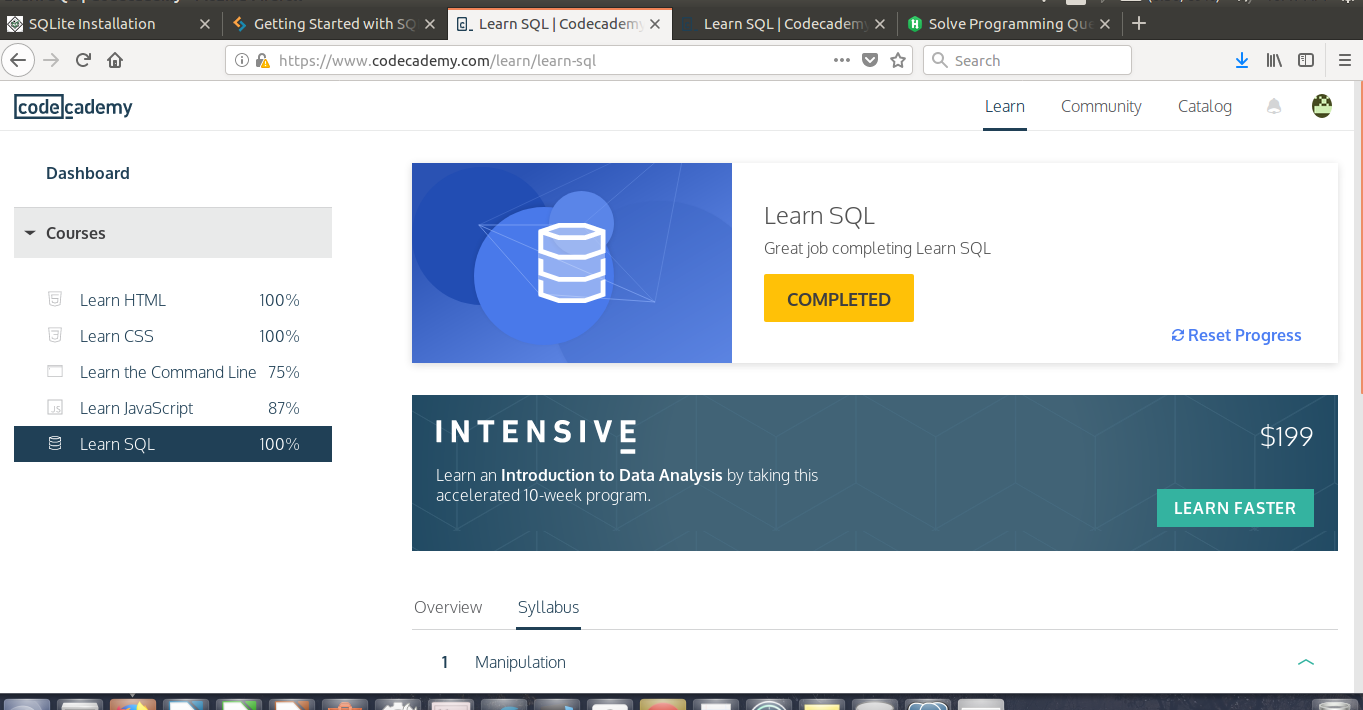 SQLite Installation
Getting Started with SQ
Learn SQL | Codecademy
Learn SQL | Codecademy
Solve Programming Que
https://www.codecademy.com/learn/learn-sql
Search
codecademy
Learn
Community
Catalog
Dashboard
Courses
Learn HTML 100%
Learn CSS 100%
Learn the Command Line 75%
Learn JavaScript 87%
Learn SQL 100%
Learn SQL
Great job completing Learn SQL
COMPLETED
Reset Progress
INTENSIVE
$199
Learn an Introduction to Data Analysis by taking this
accelerated 10-week program.
LEARN FASTER
Overview
Syllabus
1 Manipulation